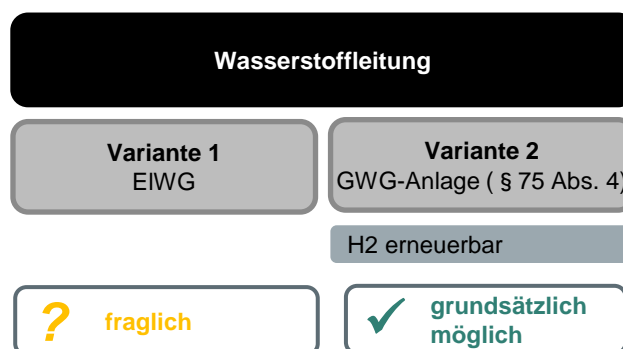 Wasserstoffleitung
Variante 1
ElWG
Variante 2
GWG-Anlage ( § 75 Abs. 4)
H2 erneuerbar
? fraglich
✓ grundsätzlich
möglich